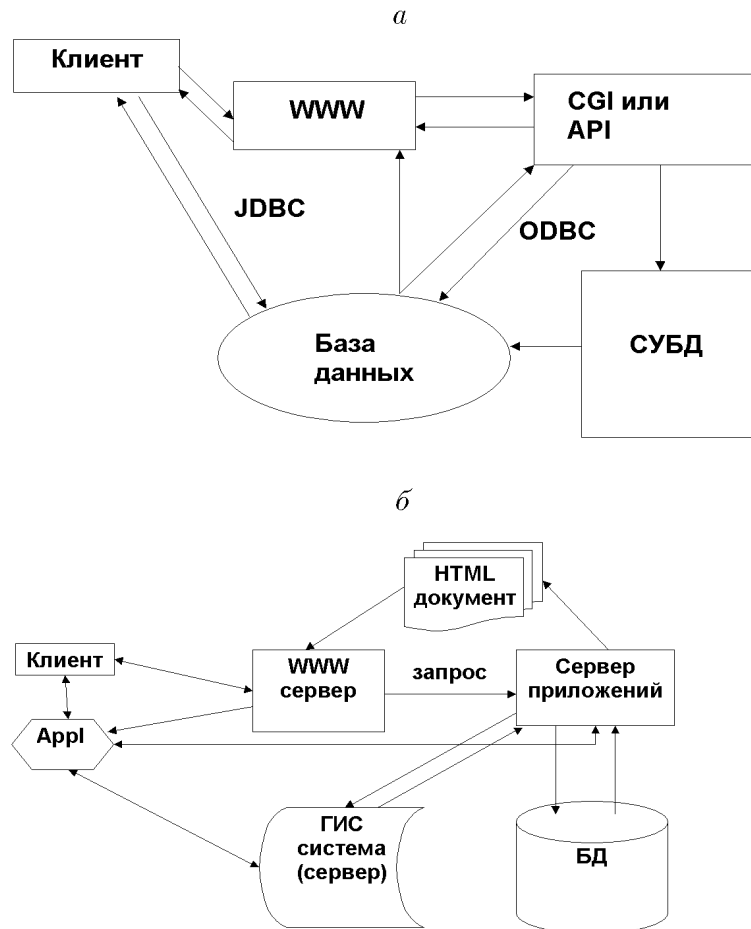 а
Клиент
WWW
CGI или
API
JDBC
ODBC
База
данных
СУБД
б
HTML
документ
Клиент
WWW
сервер
запрос
Сервер
приложений
Appl
ГИС
система
(сервер)
БД